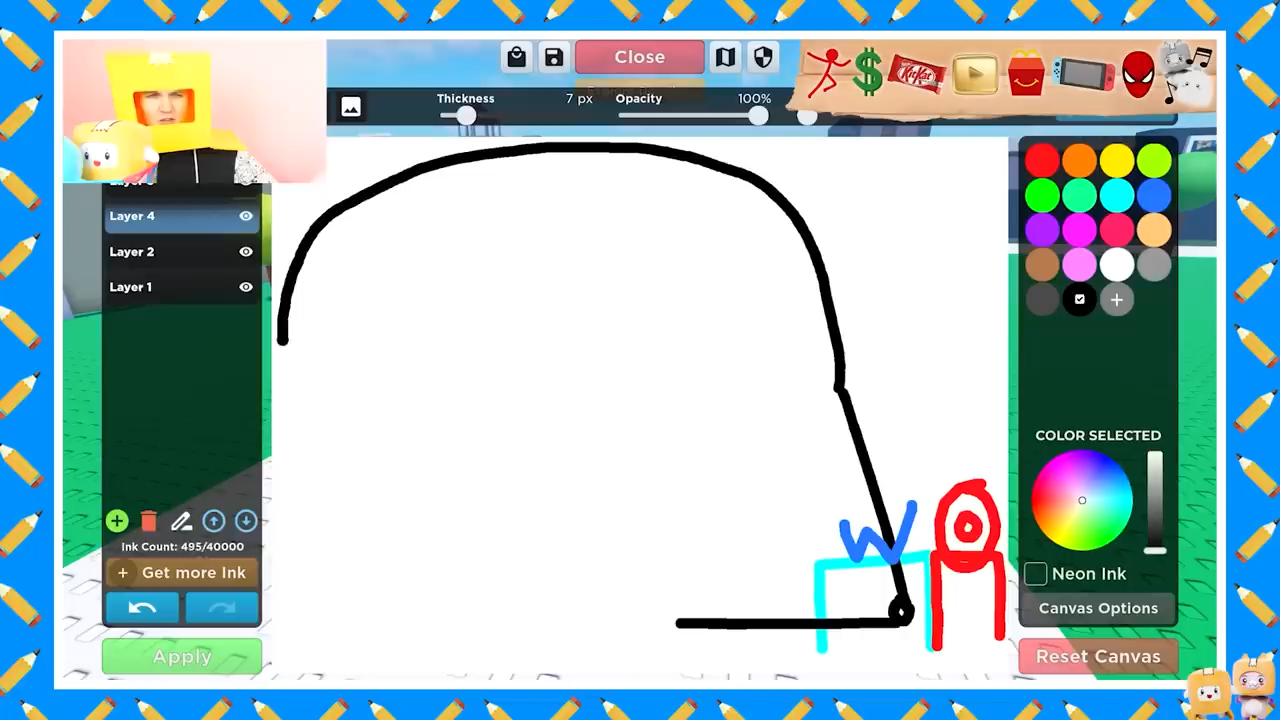 Close
KitKat
Thickness 7 px Opacity 100%
Layer 4
Layer 2
Layer 1
COLOR SELECTED
W
Ink Count: 495/40000
+ Get more Ink
Neon Ink
Canvas Options
Apply
Reset Canvas